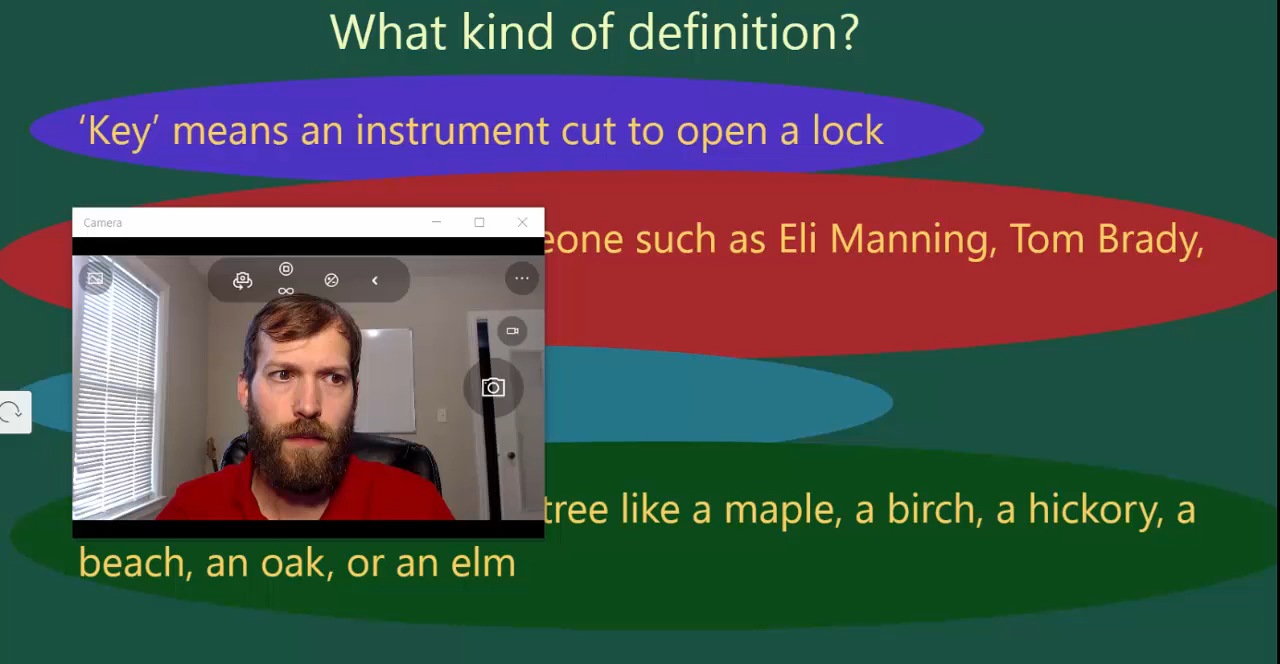 What kind of definition?
‘Key’ means an instrument cut to open a lock
Camera
such as Eli Manning, Tom Brady,
tree like a maple, a birch, a hickory, a
beach, an oak, or an elm